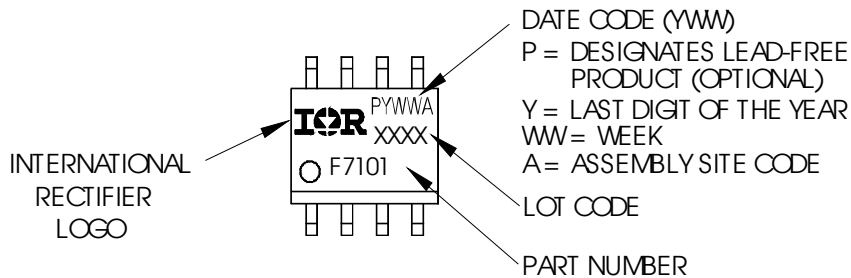 DATE CODE (YWW)
P = DESIGNATES LEAD-FREE
PRODUCT (OPTIONAL)
Y = LAST DIGIT OF THE YEAR
WW = WEEK
A = ASSEMBLY SITE CODE
LOT CODE
PART NUMBER
INTERNATIONAL
RECTIFIER
LOGO
IOR
PYWWA
XXXX
F7101